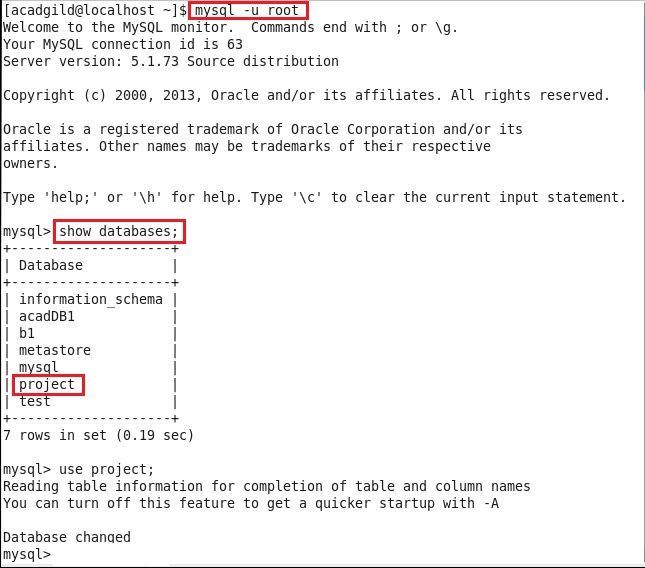 [acadgild@localhost ~]$ mysql -u root
Welcome to the MySQL monitor.  Commands end with ; or \g.
Your MySQL connection id is 63
Server version: 5.1.73 Source distribution
Copyright (c) 2000, 2013, Oracle and/or its affiliates. All rights reserved.
Oracle is a registered trademark of Oracle Corporation and/or its
affiliates. Other names may be trademarks of their respective
owners.
Type 'help;' or '\h' for help. Type '\c' to clear the current input statement.
mysql> show databases;
+--------------------+
| Database           |
+--------------------+
| information_schema |
| acadDB1            |
| b1                 |
| metastore          |
| mysql              |
| project            |
| test               |
+--------------------+
7 rows in set (0.19 sec)
mysql> use project;
Reading table information for completion of table and column names
You can turn off this feature to get a quicker startup with -A
Database changed
mysql>